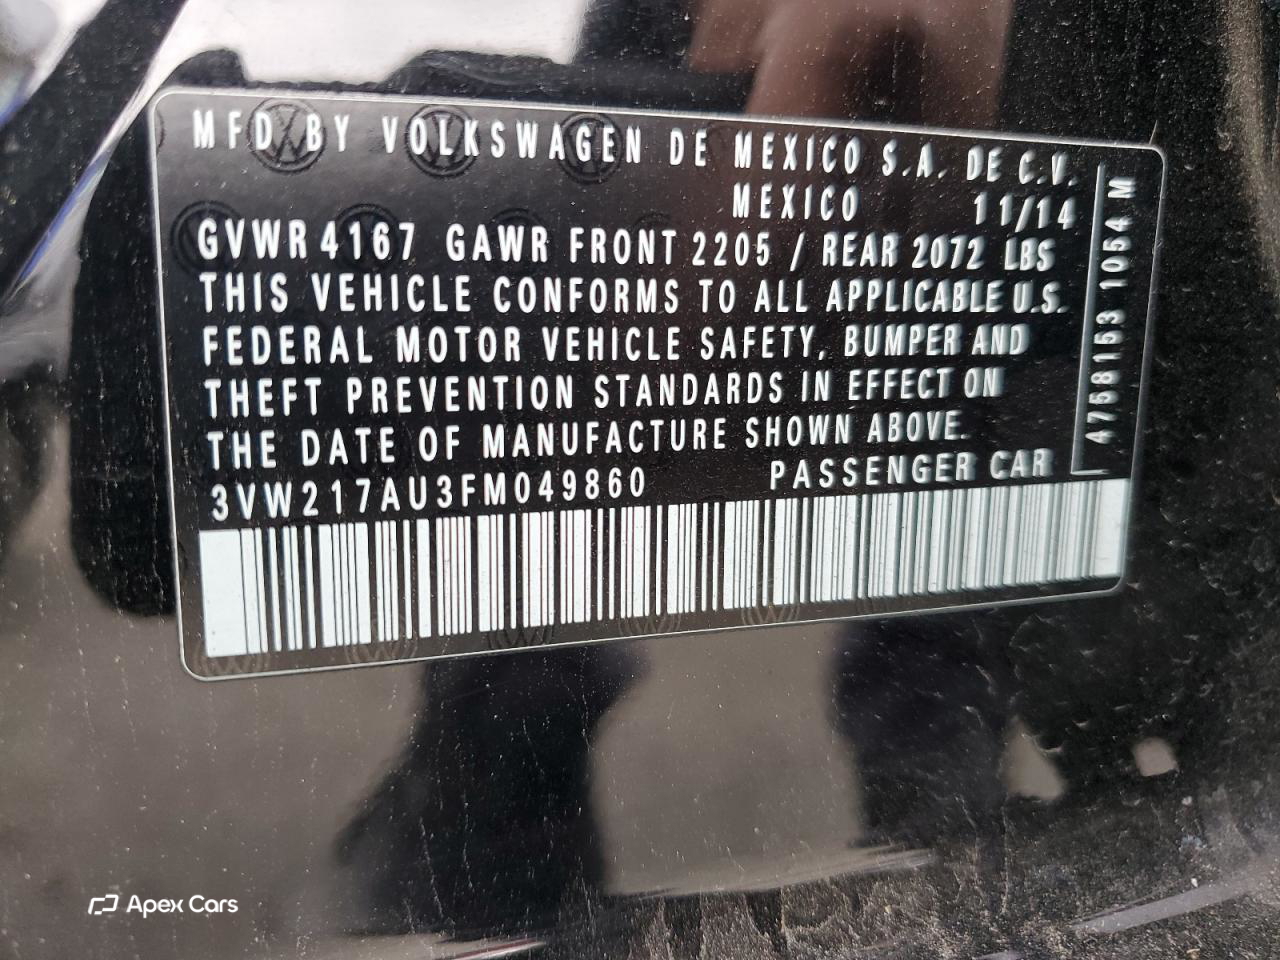 MFD BY VOLKSWAGEN DE MEXICO S.A. DE C.V.
MEXICO 11/14
GVWR 4167 GAWR FRONT 2205 / REAR 2072 LBS
THIS VEHICLE CONFORMS TO ALL APPLICABLE U.S.
FEDERAL MOTOR VEHICLE SAFETY, BUMPER AND
THEFT PREVENTION STANDARDS IN EFFECT ON
THE DATE OF MANUFACTURE SHOWN ABOVE.
3VW217AU3FM049860 PASSENGER CAR
4758153 1054 M
Apex Cars